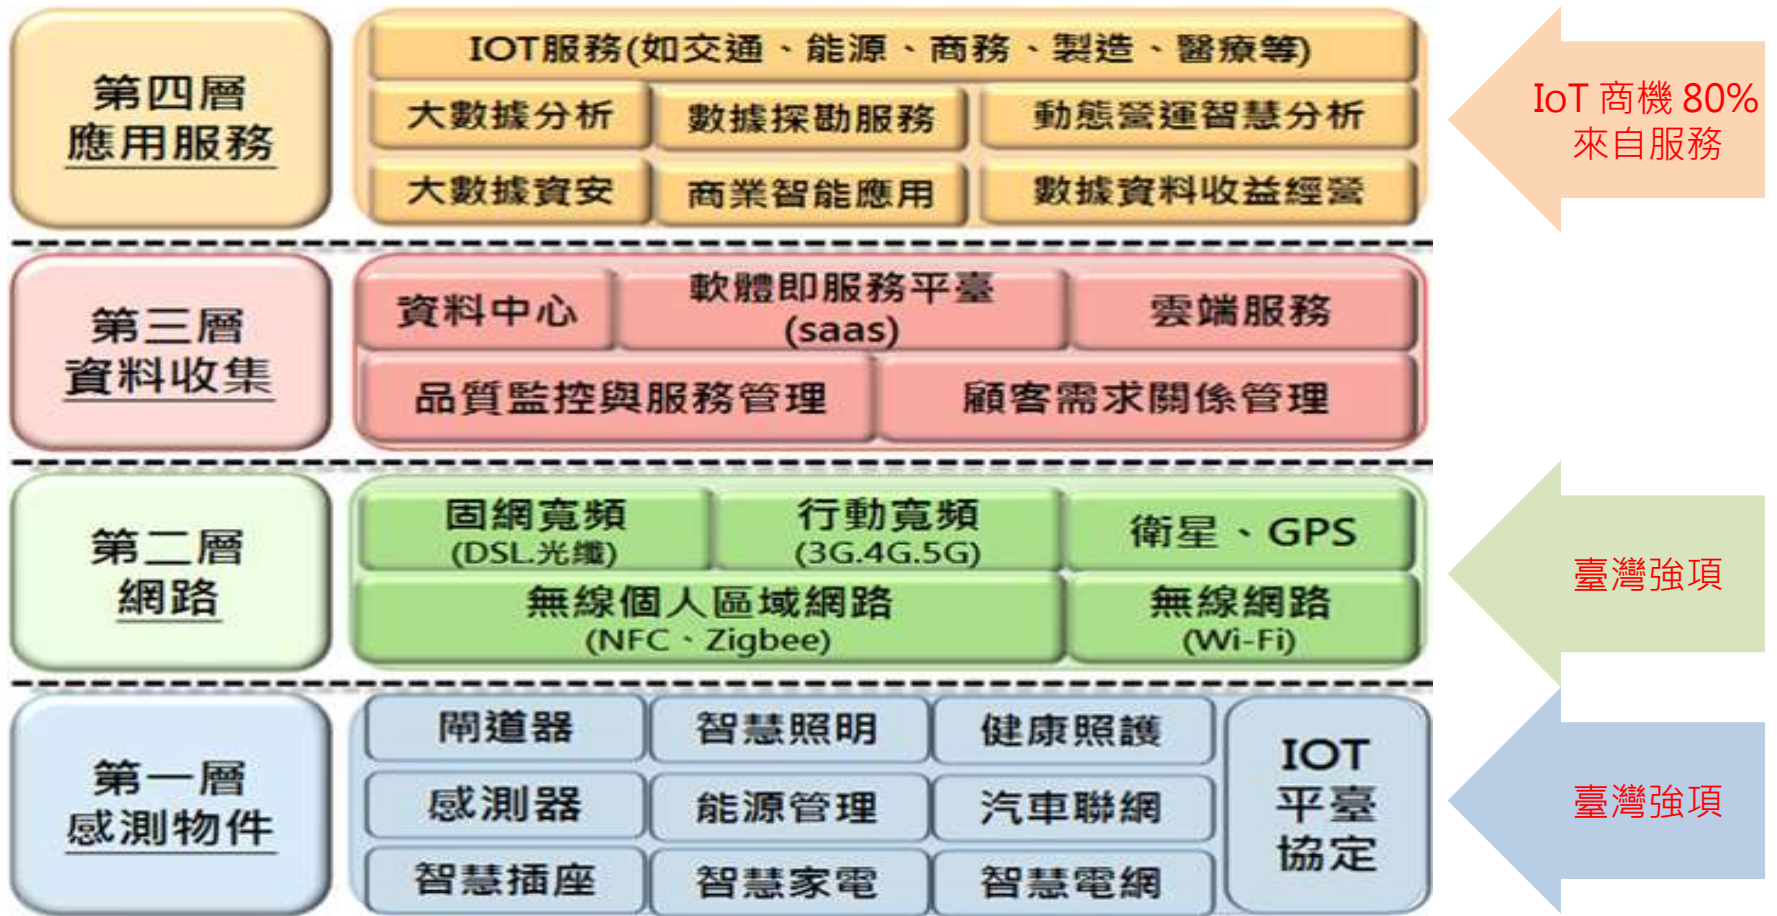 第四層
應用服務
IOT服務(如交通、能源、商務、製造、醫療等)
大數據分析
數據探勘服務
動態營運智慧分析
大數據資安
商業智能應用
數據資料收益經營
IoT 商機 80%
來自服務
第三層
資料收集
資料中心
軟體即服務平臺
(saas)
雲端服務
品質監控與服務管理
顧客需求關係管理
第二層
網路
固網寬頻
(DSL.光纖)
行動寬頻
(3G.4G.5G)
衛星、GPS
無線個人區域網路
(NFC、Zigbee)
無線網路
(Wi-Fi)
臺灣強項
第一層
感測物件
閘道器
智慧照明
健康照護
感測器
能源管理
汽車聯網
智慧插座
智慧家電
智慧電網
IOT
平臺
協定
臺灣強項